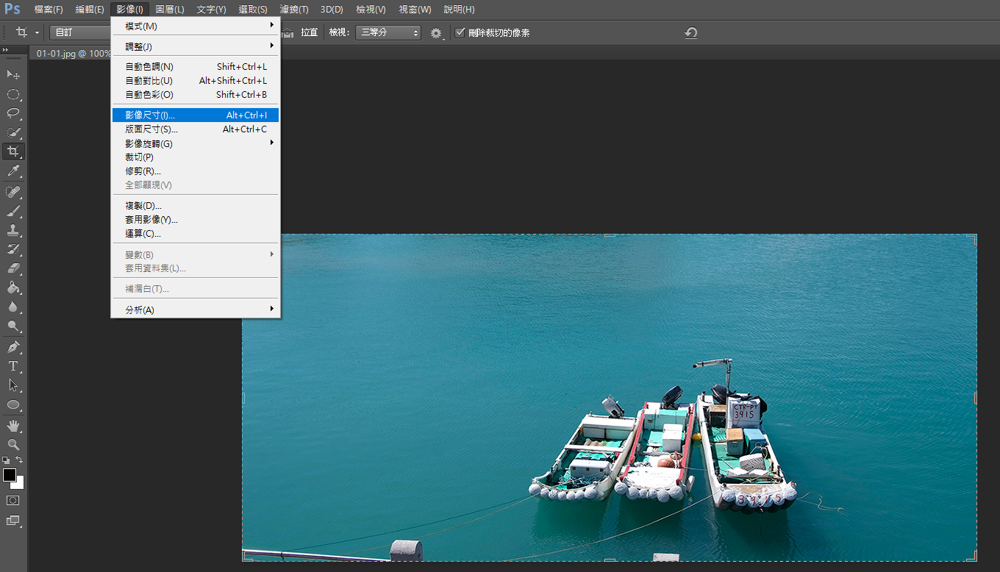 Ps 檔案(F) 編輯(E) 影像(I) 圖層(L) 文字(Y) 選取(S) 濾鏡(T) 3D(D) 檢視(V) 視窗(W) 說明(H)
自訂 拉直 檢視： 三等分 刪除裁切的像素
01-01.jpg @ 100%
模式(M)
調整(J)
自動色調(N) Shift+Ctrl+L
自動對比(U) Alt+Shift+Ctrl+L
自動色彩(O) Shift+Ctrl+B
影像尺寸(I)... Alt+Ctrl+I
版面尺寸(S)... Alt+Ctrl+C
影像旋轉(G)
裁切(P)
修剪(R)...
全部顯現(V)
複製(D)...
套用影像(Y)...
運算(C)...
變數(B)
套用資料集(L)...
補漏白(T)...
分析(A)
CTR-PT
3915
3915